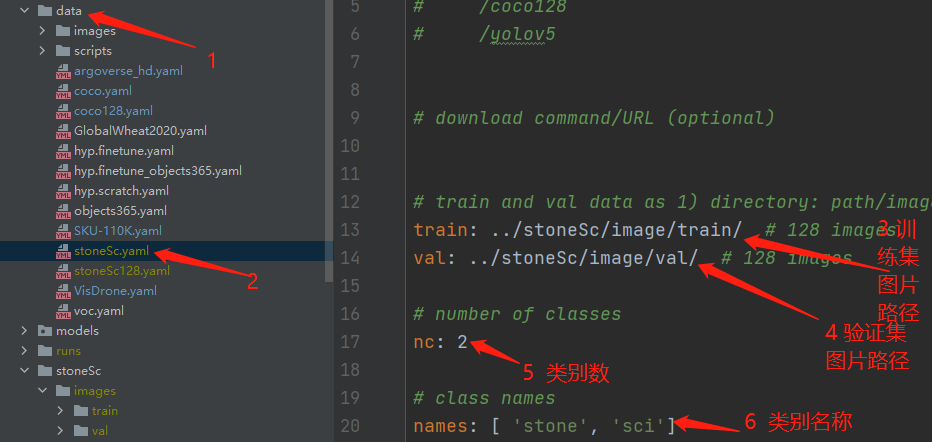 data
images
scripts
argoverse_hd.yaml
coco.yaml
coco128.yaml
GlobalWheat2020.yaml
hyp.finetune.yaml
hyp.finetune_objects365.yaml
hyp.scratch.yaml
objects365.yaml
SKU-110K.yaml
stoneSc.yaml
stoneSc128.yaml
VisDrone.yaml
voc.yaml
models
runs
stoneSc
images
train
val
1
2
5 # /coco128
6 # /yolov5
7
8
9 # download command/URL (optional)
10
11
12 # train and val data as 1) directory: path/imag
13 train: ../stoneSc/image/train/ # 128 images
14 val: ../stoneSc/image/val/ # 128 images
15
16 # number of classes
17 nc: 2
18
19 # class names
20 names: [ 'stone', 'sci']
3 训
练集
图片
路径
4 验证集
图片路径
5 类别数
6 类别名称